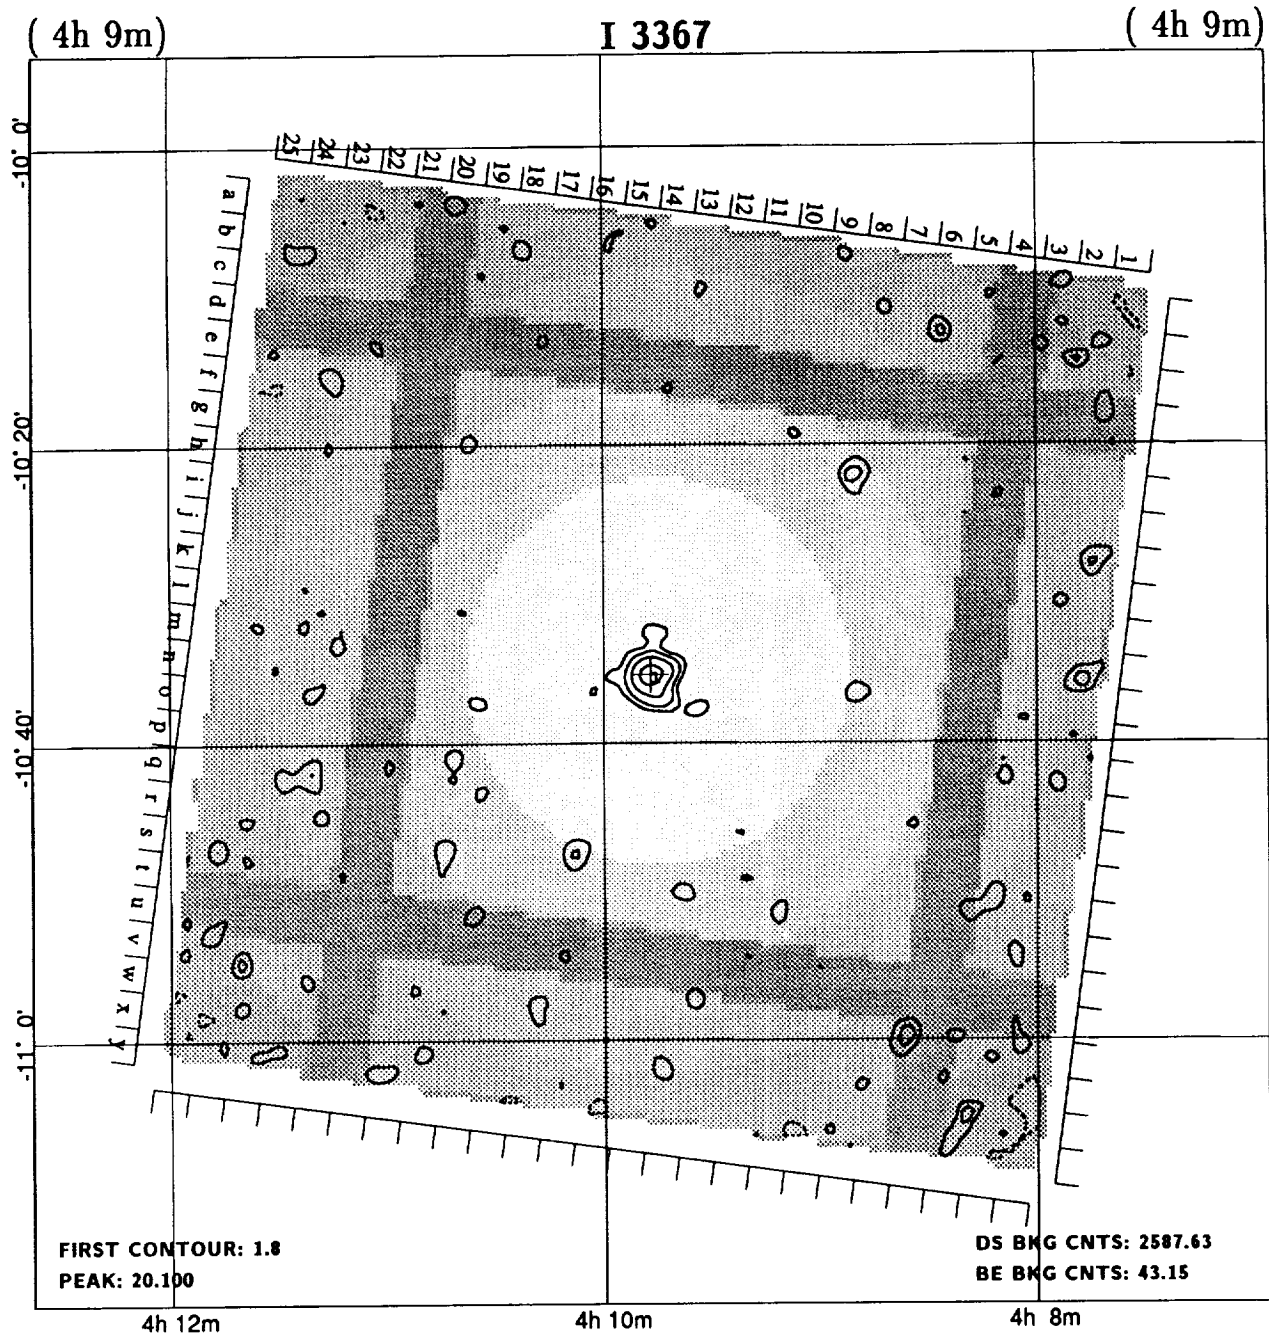 ( 4h 9m) I 3367 ( 4h 9m)
25 24 23 22 21 20 19 18 17 16 15 14 13 12 11 10 9 8 7 6 5 4 3 2 1
a b c d e f g h i j k l m n o p q r s t u v w x y
-10° 0'
-10° 20'
-10° 40'
-11° 0'
FIRST CONTOUR: 1.8
PEAK: 20.100
DS BKG CNTS: 2587.63
BE BKG CNTS: 43.15
4h 12m 4h 10m 4h 8m